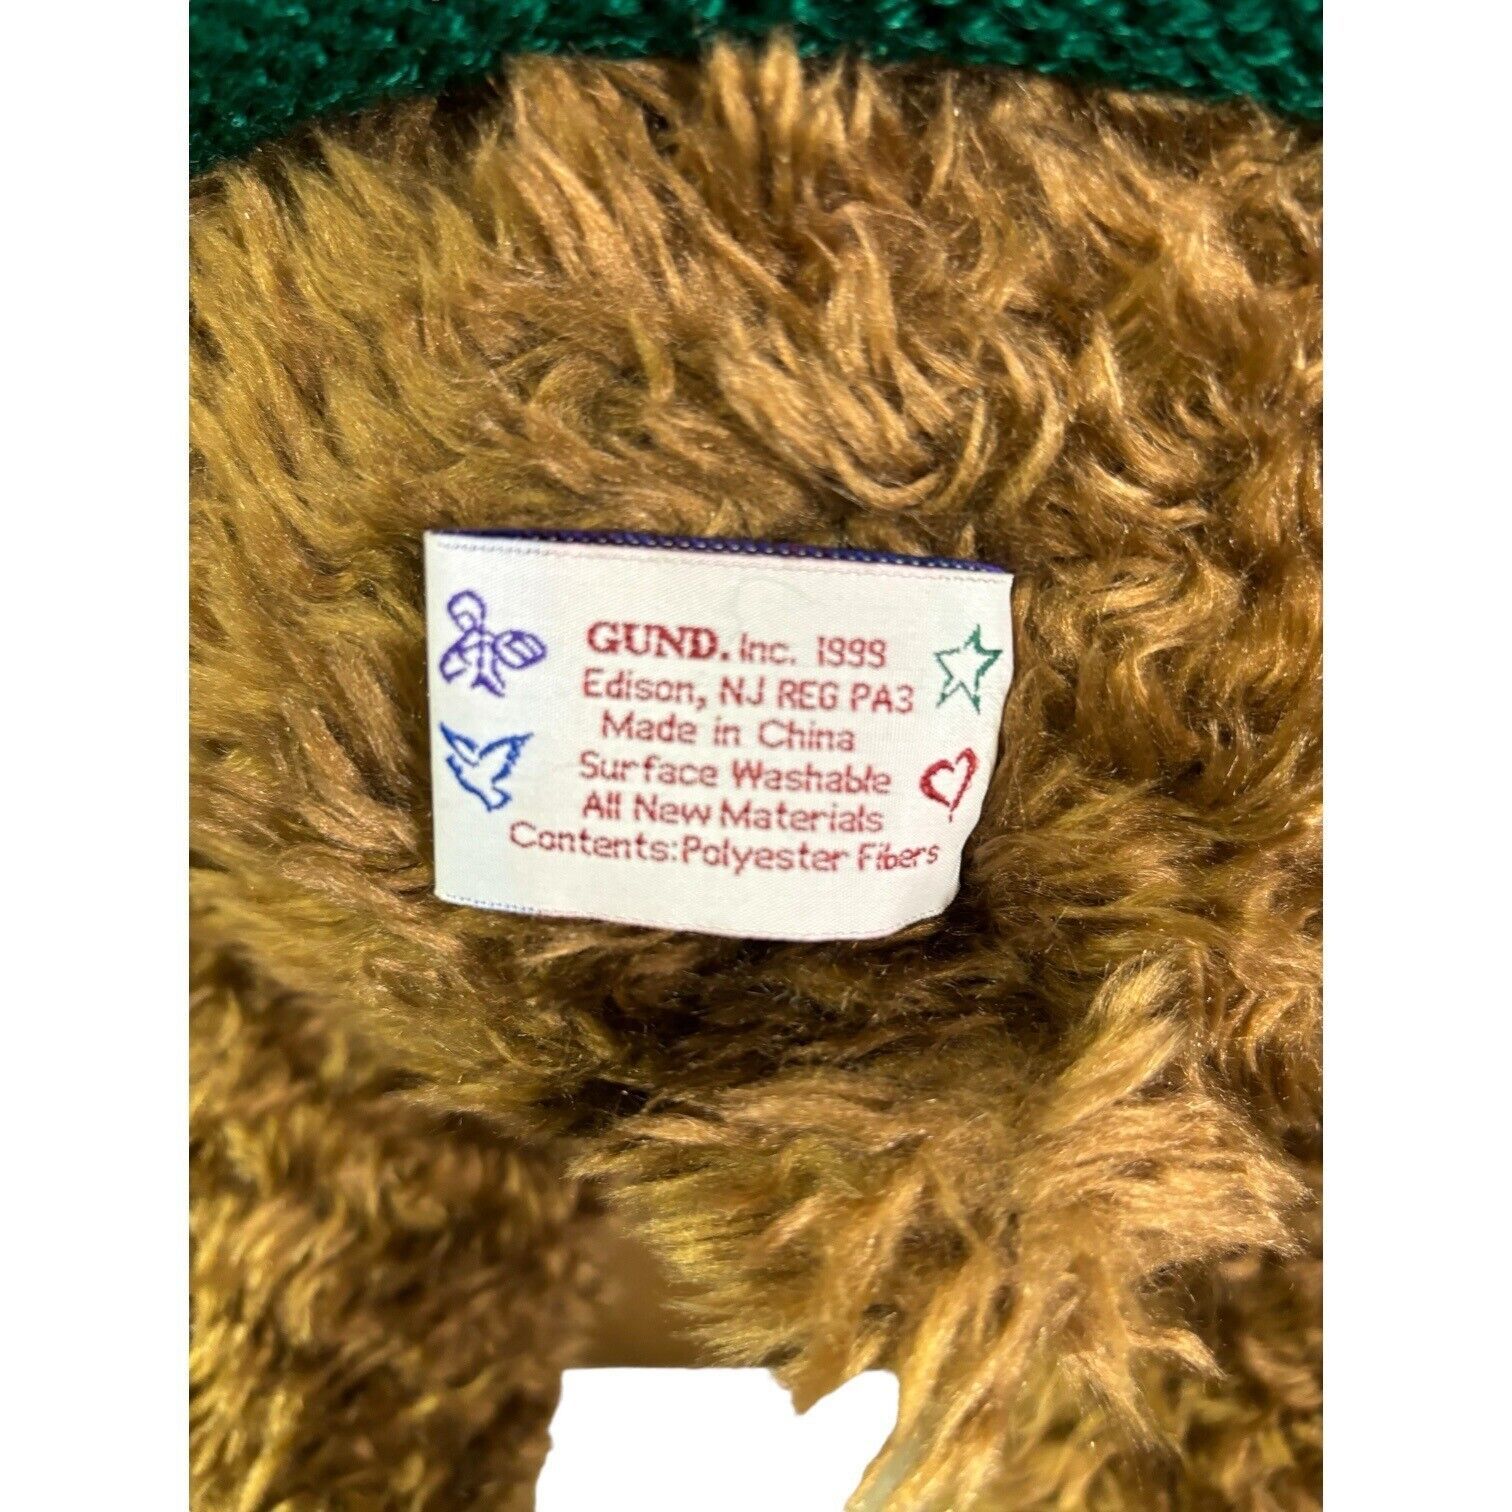 GUND. Inc. 1999
Edison, NJ REG PA3
Made in China
Surface Washable
All New Materials
Contents:Polyester Fibers